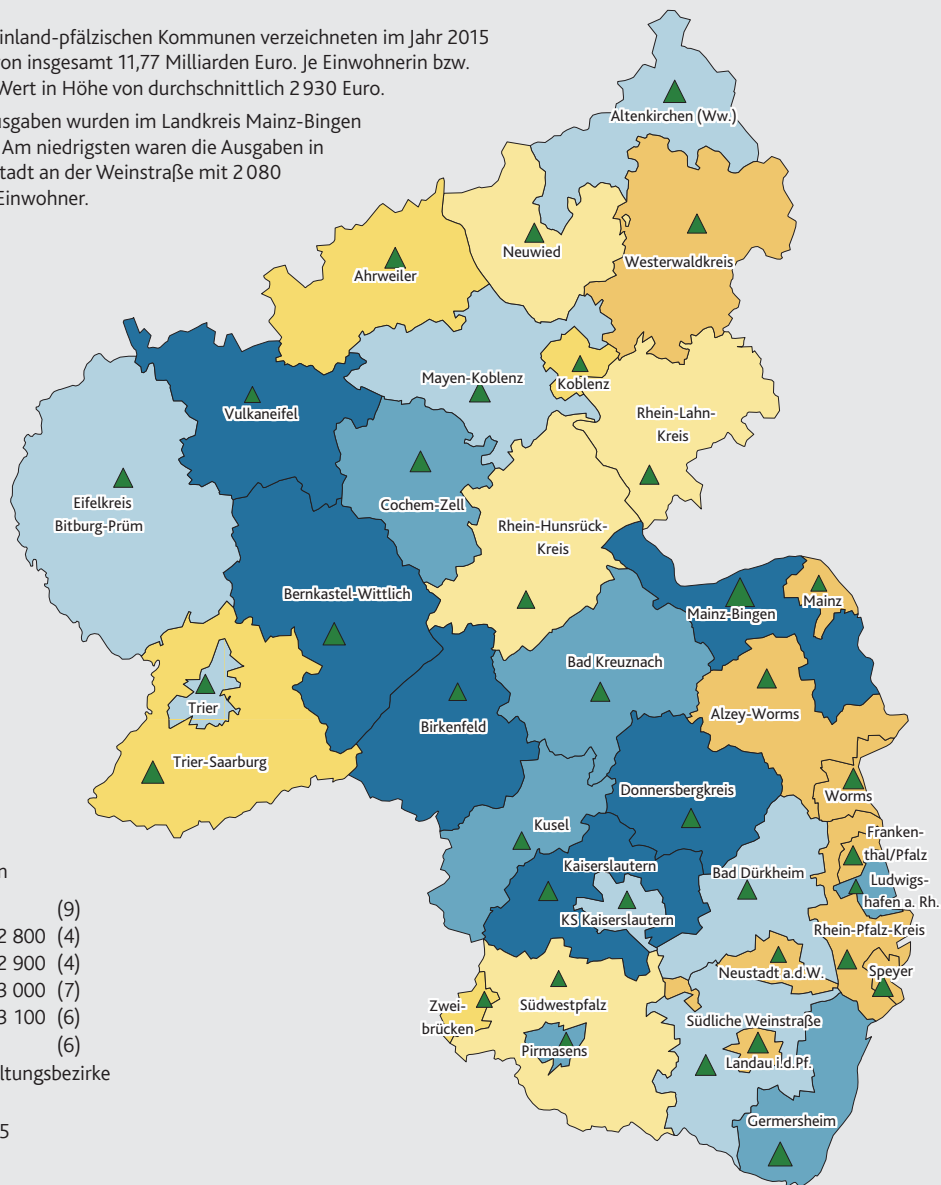 einland-pfälzischen Kommunen verzeichneten im Jahr 2015
on insgesamt 11,77 Milliarden Euro. Je Einwohnerin bzw.
Wert in Höhe von durchschnittlich 2 930 Euro.
usgaben wurden im Landkreis Mainz-Bingen
Am niedrigsten waren die Ausgaben in
tadt an der Weinstraße mit 2 080
Einwohner.
Altenkirchen (Ww.)
Neuwied
Westerwaldkreis
Ahrweiler
Mayen-Koblenz
Koblenz
Vulkaneifel
Rhein-Lahn-
Kreis
Eifelkreis
Bitburg-Prüm
Cochem-Zell
Rhein-Hunsrück-
Kreis
Bernkastel-Wittlich
Mainz-Bingen
Mainz
Bad Kreuznach
Trier
Birkenfeld
Alzey-Worms
Trier-Saarburg
Donnersbergkreis
Worms
Kusel
Franken-
thal/Pfalz
Kaiserslautern
Bad Dürkheim
Ludwigs-
hafen a. Rh.
KS Kaiserslautern
Rhein-Pfalz-Kreis
Neustadt a.d.W.
Speyer
Zwei-
brücken
Südwestpfalz
Südliche Weinstraße
Pirmasens
Landau i.d.Pf.
Germersheim
n
(9)
2 800 (4)
2 900 (4)
3 000 (7)
3 100 (6)
(6)
ltungsbezirke
5